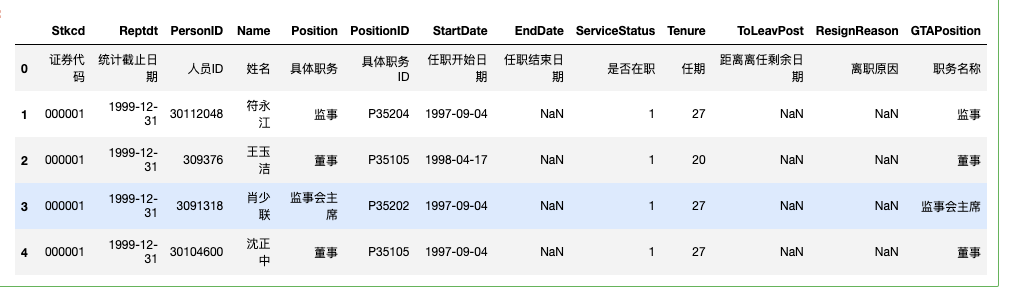 Stkcd Reptdt PersonID Name Position PositionID StartDate EndDate ServiceStatus Tenure ToLeavPost ResignReason GTAPosition
0 证券代码 统计截止日期 人员ID 姓名 具体职务 具体职务ID 任职开始日期 任职结束日期 是否在职 任期 距离离任剩余日期 离职原因 职务名称
1 000001 1999-12-31 30112048 符永江 监事 P35204 1997-09-04 NaN 1 27 NaN NaN 监事
2 000001 1999-12-31 309376 王玉洁 董事 P35105 1998-04-17 NaN 1 20 NaN NaN 董事
3 000001 1999-12-31 3091318 肖少联 监事会主席 P35202 1997-09-04 NaN 1 27 NaN NaN 监事会主席
4 000001 1999-12-31 30104600 沈正中 董事 P35105 1997-09-04 NaN 1 27 NaN NaN 董事